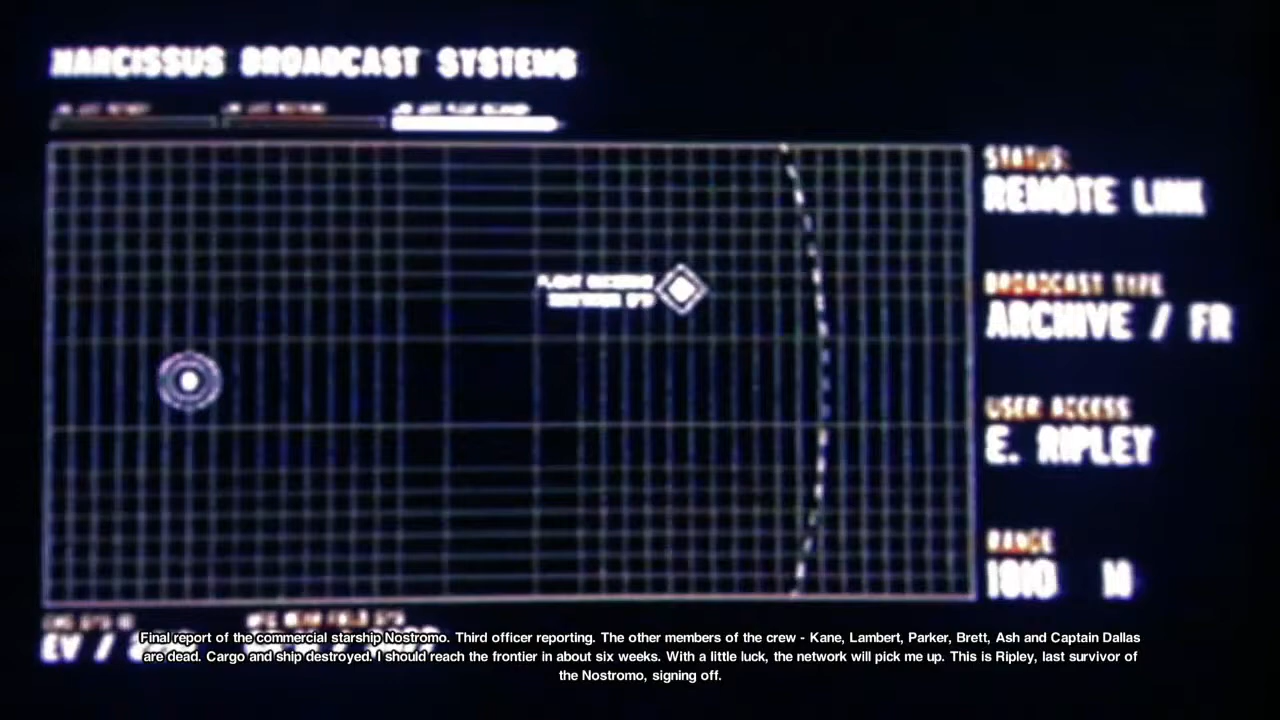 NARCISSUS BROADCAST SYSTEMS
STATUS:
REMOTE LINK
BROADCAST TYPE
ARCHIVE / FR
FLIGHT RECORDER
USER ACCESS
E. RIPLEY
RANGE
EV /
Final report of the commercial starship Nostromo. Third officer reporting. The other members of the crew - Kane, Lambert, Parker, Brett, Ash and Captain Dallas
are dead. Cargo and ship destroyed. I should reach the frontier in about six weeks. With a little luck, the network will pick me up. This is Ripley, last survivor of
the Nostromo, signing off.